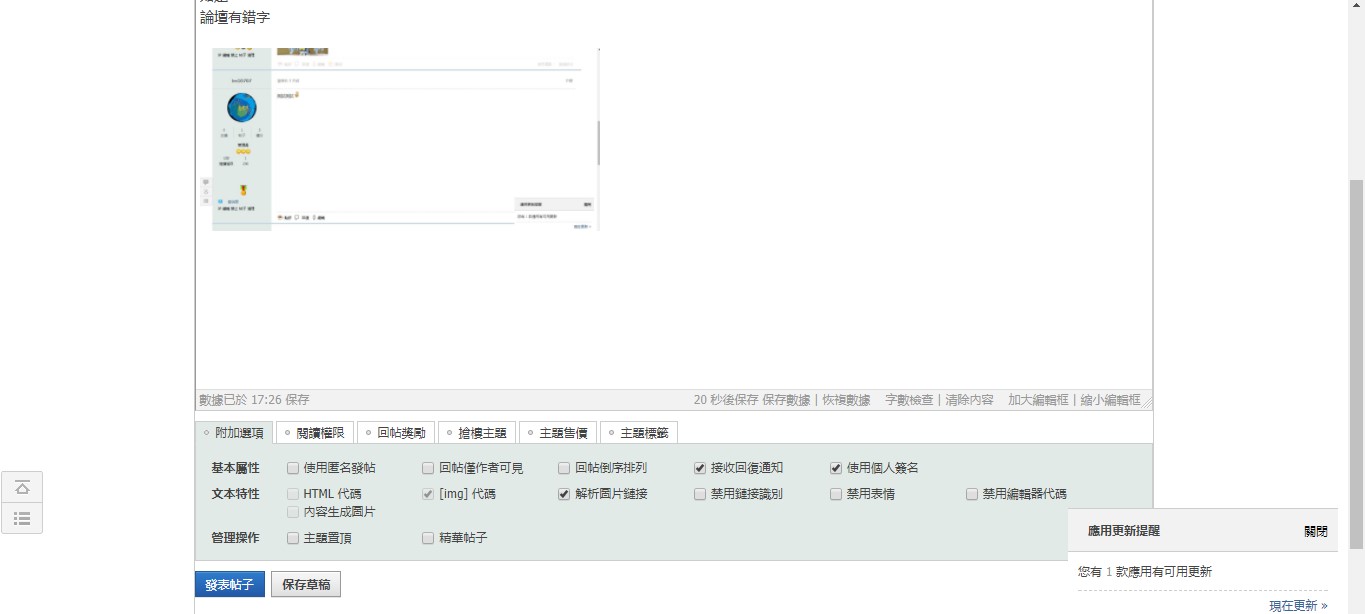 論壇有錯字
數據已於 17:26 保存
20 秒後保存 保存數據 | 恢複數據 字數檢查 | 清除內容 加大編輯框 | 縮小編輯框
附加選項 閱讀權限 回帖獎勵 搶樓主題 主題售價 主題標籤
基本屬性 使用匿名發帖 回帖僅作者可見 回帖倒序排列 接收回復通知 使用個人簽名
文本特性 HTML 代碼 [img] 代碼 解析圖片鏈接 禁用鏈接識別 禁用表情 禁用編輯器代碼
內容生成圖片
管理操作 主題置頂 精華帖子
發表帖子 保存草稿
應用更新提醒 關閉
您有 1 款應用有可用更新
現在更新 »